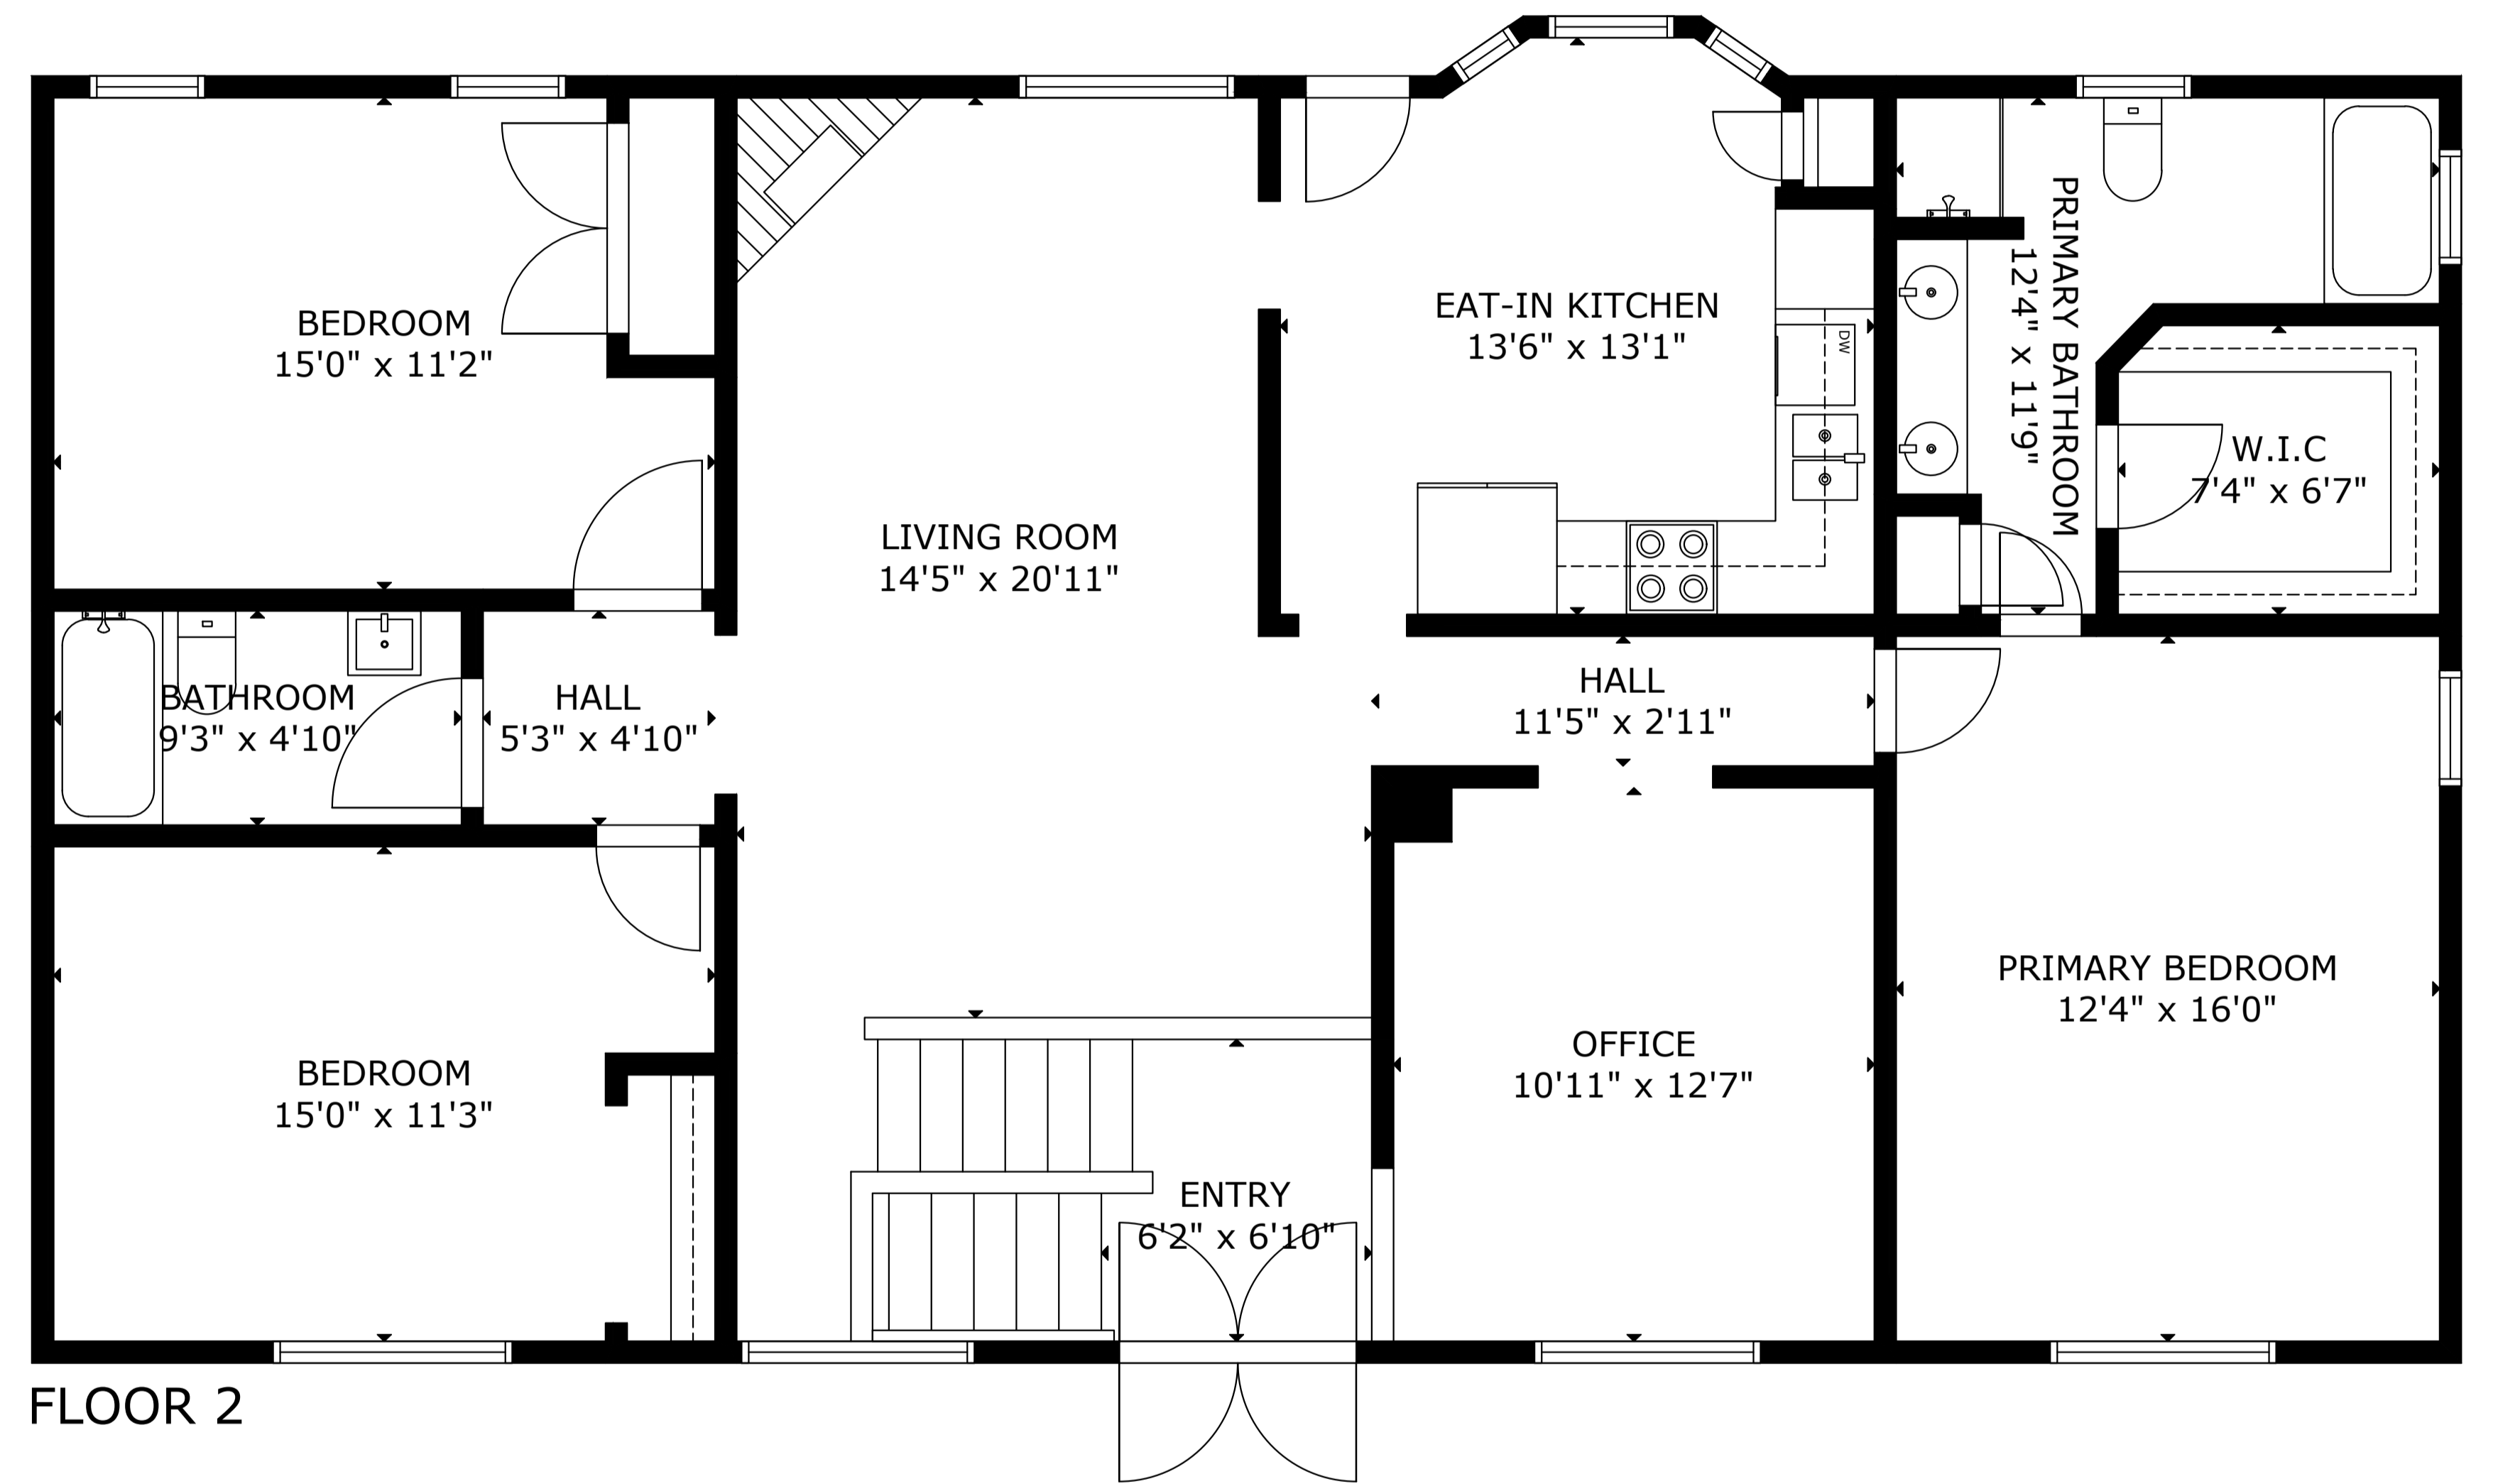 BEDROOM
15'0" x 11'2"
LIVING ROOM
14'5" x 20'11"
EAT-IN KITCHEN
13'6" x 13'1"
DW
PRIMARY BATHROOM
12'4" x 11'9"
W.I.C
7'4" x 6'7"
BATHROOM
9'3" x 4'10"
HALL
5'3" x 4'10"
HALL
11'5" x 2'11"
BEDROOM
15'0" x 11'3"
ENTRY
6'2" x 6'10"
OFFICE
10'11" x 12'7"
PRIMARY BEDROOM
12'4" x 16'0"
FLOOR 2